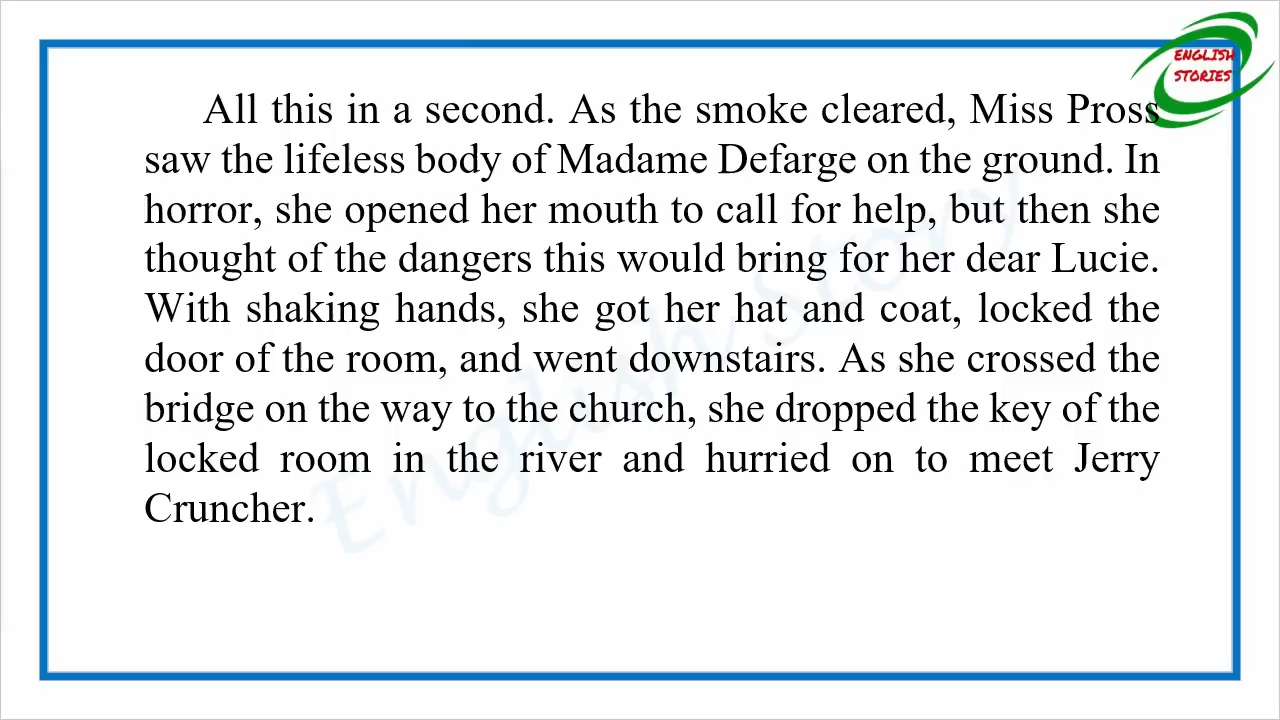 ENGLISH
STORIES
All this in a second. As the smoke cleared, Miss Pross
saw the lifeless body of Madame Defarge on the ground. In
horror, she opened her mouth to call for help, but then she
thought of the dangers this would bring for her dear Lucie.
With shaking hands, she got her hat and coat, locked the
door of the room, and went downstairs. As she crossed the
bridge on the way to the church, she dropped the key of the
locked room in the river and hurried on to meet Jerry
Cruncher.
English Story